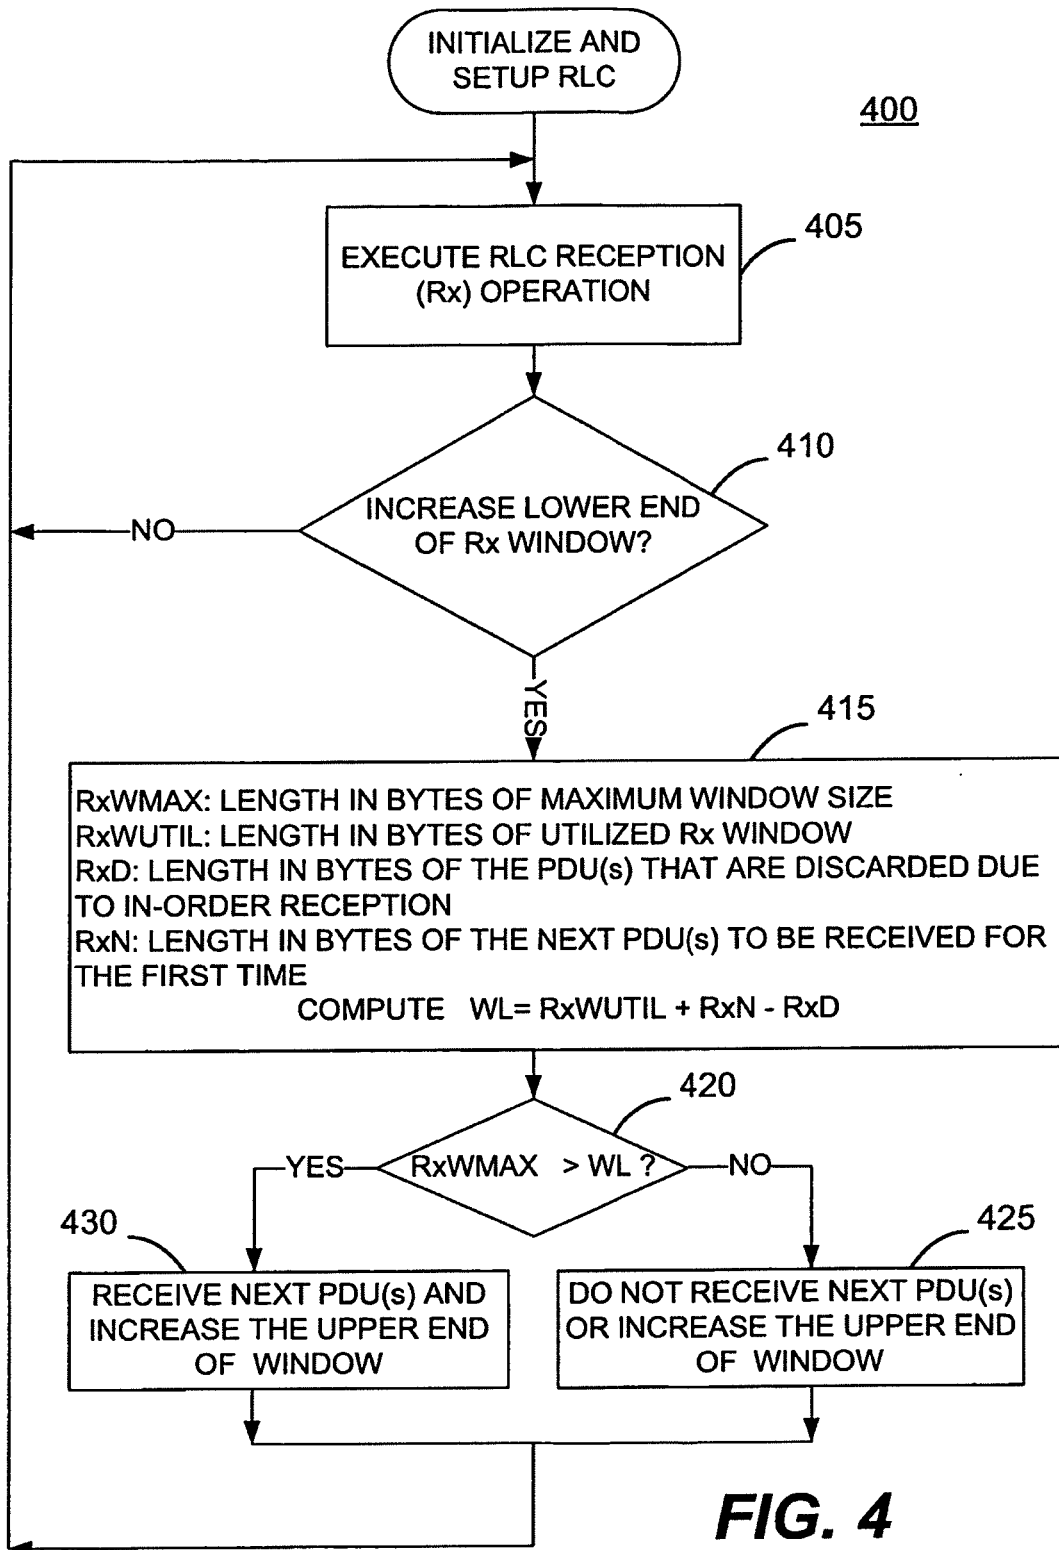 INITIALIZE AND
SETUP RLC
400
405
EXECUTE RLC RECEPTION
(Rx) OPERATION
410
INCREASE LOWER END
OF Rx WINDOW?
NO
YES
415
RxWMAX: LENGTH IN BYTES OF MAXIMUM WINDOW SIZE
RxWUTIL: LENGTH IN BYTES OF UTILIZED Rx WINDOW
RxD: LENGTH IN BYTES OF THE PDU(s) THAT ARE DISCARDED DUE
TO IN-ORDER RECEPTION
RxN: LENGTH IN BYTES OF THE NEXT PDU(s) TO BE RECEIVED FOR
THE FIRST TIME
COMPUTE WL= RxWUTIL + RxN - RxD
420
YES
RxWMAX > WL ?
NO
430
425
RECEIVE NEXT PDU(s) AND
INCREASE THE UPPER END
OF WINDOW
DO NOT RECEIVE NEXT PDU(s)
OR INCREASE THE UPPER END
OF WINDOW
FIG. 4